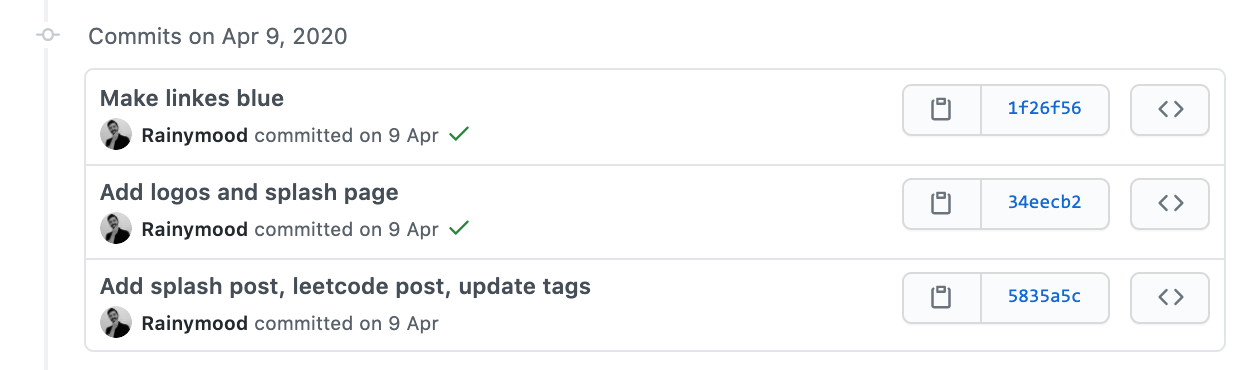 Commits on Apr 9, 2020
Make linkes blue
Rainymood committed on 9 Apr
1f26f56
Add logos and splash page
Rainymood committed on 9 Apr
34eecb2
Add splash post, leetcode post, update tags
Rainymood committed on 9 Apr
5835a5c